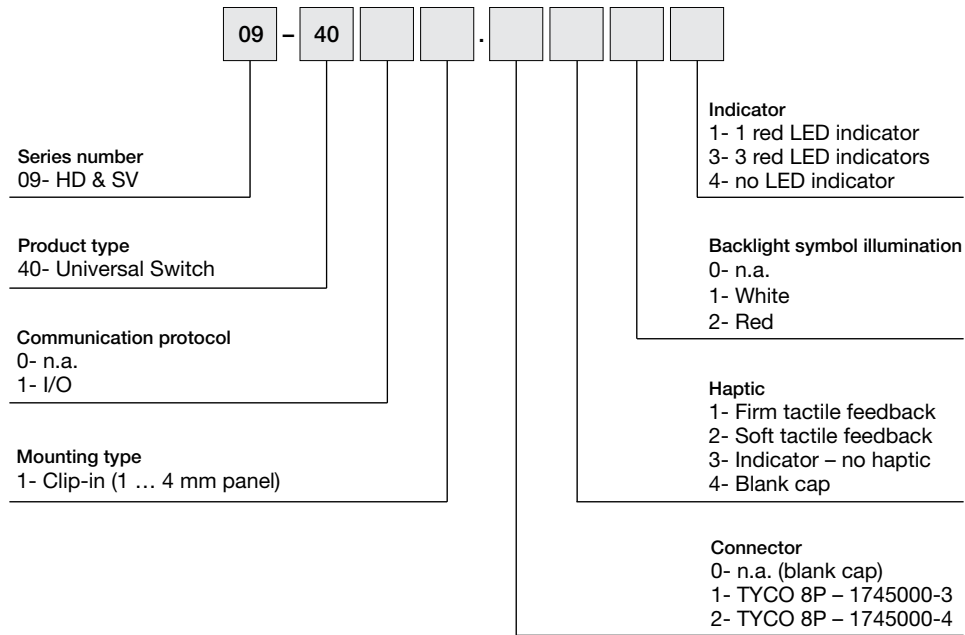 09 – 40 .
Series number
09- HD & SV
Product type
40- Universal Switch
Communication protocol
0- n.a.
1- I/O
Mounting type
1- Clip-in (1 … 4 mm panel)
Indicator
1- 1 red LED indicator
3- 3 red LED indicators
4- no LED indicator
Backlight symbol illumination
0- n.a.
1- White
2- Red
Haptic
1- Firm tactile feedback
2- Soft tactile feedback
3- Indicator – no haptic
4- Blank cap
Connector
0- n.a. (blank cap)
1- TYCO 8P – 1745000-3
2- TYCO 8P – 1745000-4